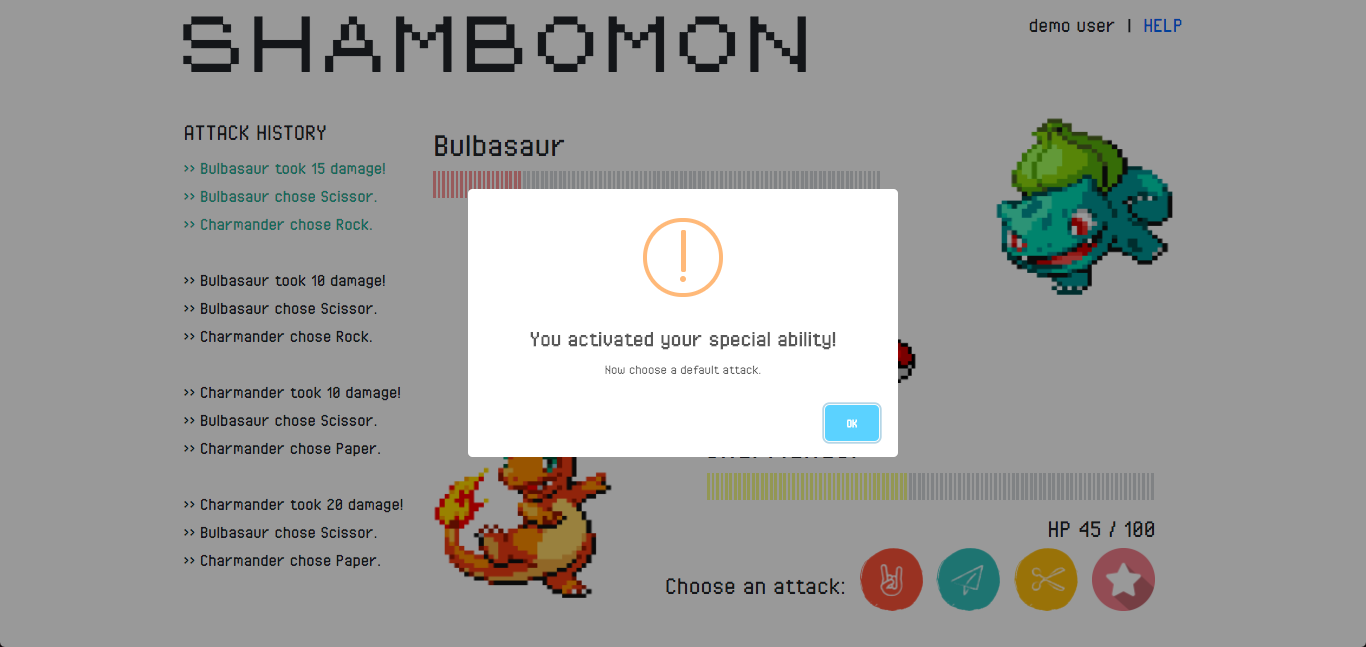 SHAMBOMON
demo user | HELP
ATTACK HISTORY
>> Bulbasaur took 15 damage!
>> Bulbasaur chose Scissor.
>> Charmander chose Rock.
>> Bulbasaur took 10 damage!
>> Bulbasaur chose Scissor.
>> Charmander chose Rock.
>> Charmander took 10 damage!
>> Bulbasaur chose Scissor.
>> Charmander chose Paper.
>> Charmander took 20 damage!
>> Bulbasaur chose Scissor.
>> Charmander chose Paper.
Bulbasaur
You activated your special ability!
Now choose a default attack.
OK
HP 45 / 100
Choose an attack: